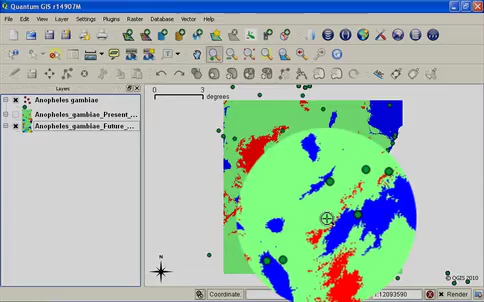 Quantum GIS r14907M
File Edit View Layer Settings Plugins Raster Database Vector Help
Layers
Anopheles gambiae
Anopheles_gambiae_Present_...
Anopheles_gambiae_Future_...
0 3
degrees
N
© QGIS 2010
Coordinate: :12093590 Render